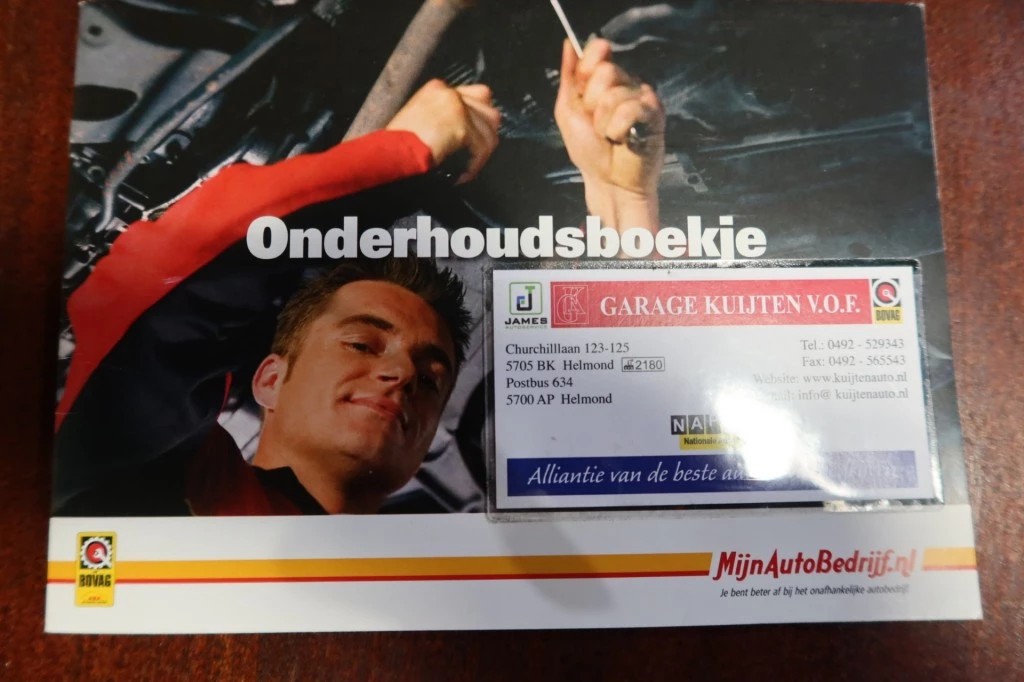 Onderhoudsboekje
JAMES
AUTOSERVICE
GARAGE KUIJTEN V.O.F.
BOVAG
Churchilllaan 123-125
5705 BK Helmond 2180
Postbus 634
5700 AP Helmond
Tel.: 0492 - 529343
Fax: 0492 - 565543
Website: www.kuijtenauto.nl
info@ kuijtenauto.nl
Alliantie van de beste
BOVAG
MijnAutoBedrijf.nl
Je bent beter af bij het onafhankelijke autobedrijf